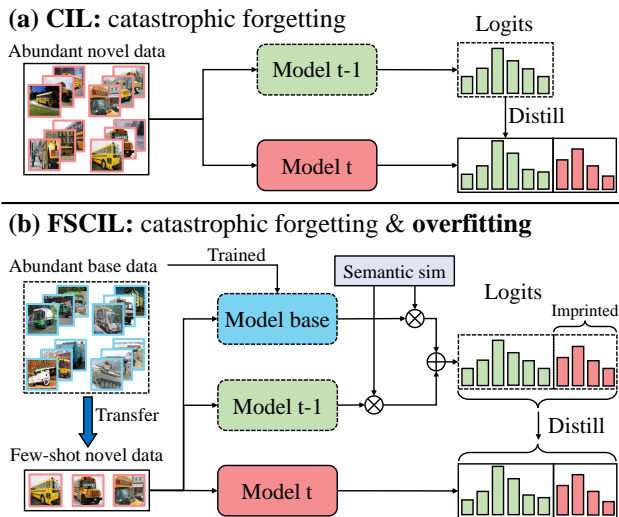 (a) CIL: catastrophic forgetting
Abundant novel data
Model t-1
Logits
Distill
Model t
(b) FSCIL: catastrophic forgetting & overfitting
Abundant base data
Trained
Semantic sim
Logits
Imprinted
Model base
Model t-1
Transfer
Distill
Few-shot novel data
Model t